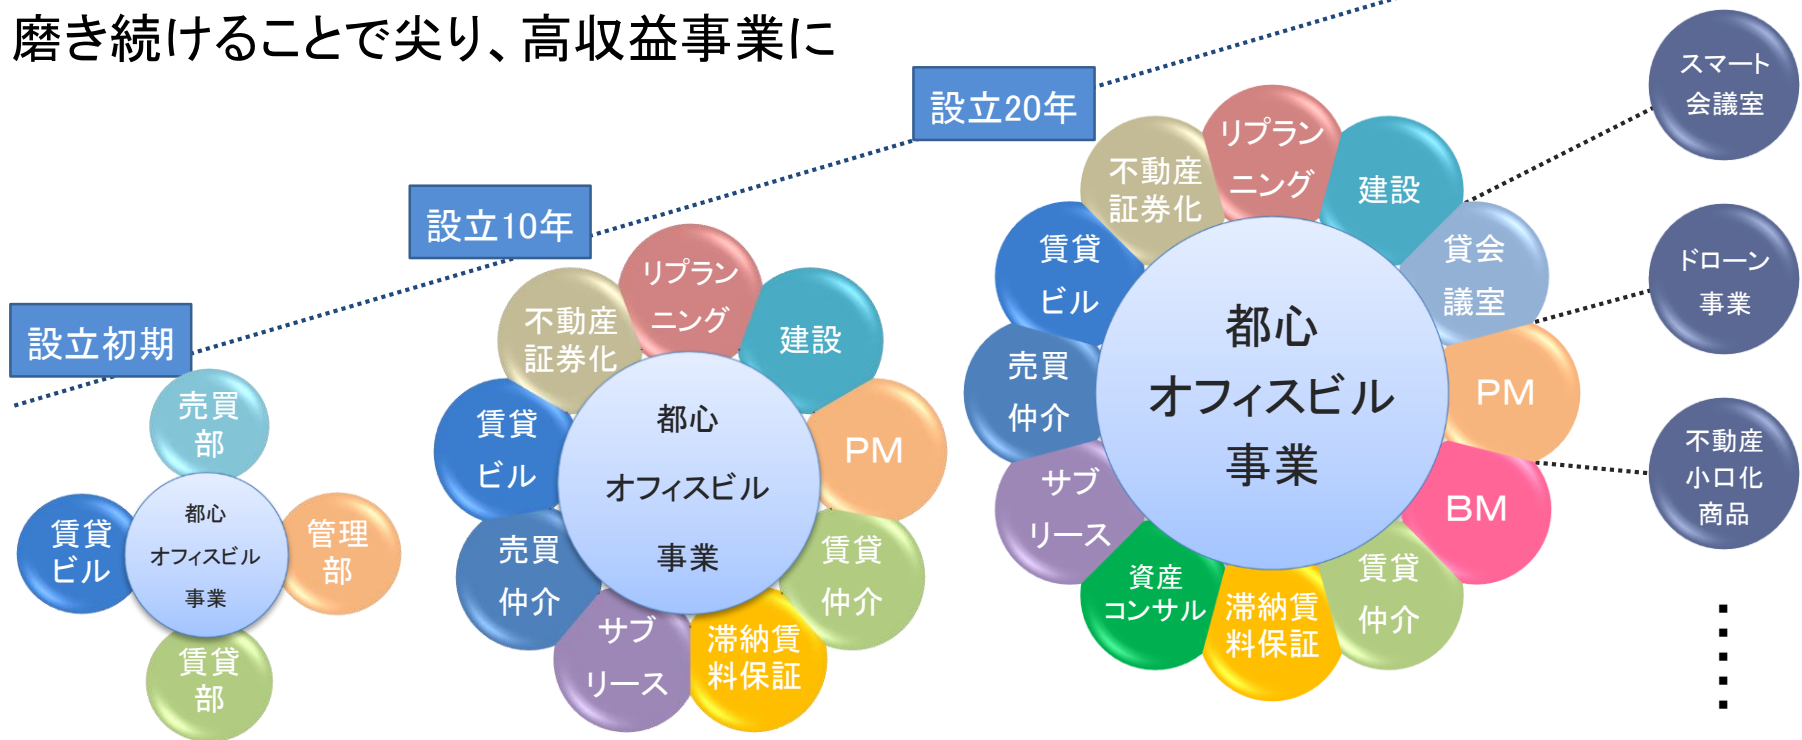 磨き続けることで尖り、高収益事業に
設立初期
売買
部
賃貸
ビル
都心
オフィスビル
事業
管理
部
賃貸
部
設立10年
リプラン
ニング
不動産
証券化
建設
賃貸
ビル
都心
オフィスビル
事業
PM
売買
仲介
賃貸
仲介
サブ
リース
滞納賃
料保証
設立20年
リプラン
ニング
不動産
証券化
建設
賃貸
ビル
貸会
議室
都心
オフィスビル
事業
売買
仲介
PM
サブ
リース
BM
資産
コンサル
滞納賃
料保証
賃貸
仲介
スマート
会議室
ドローン
事業
不動産
小口化
商品